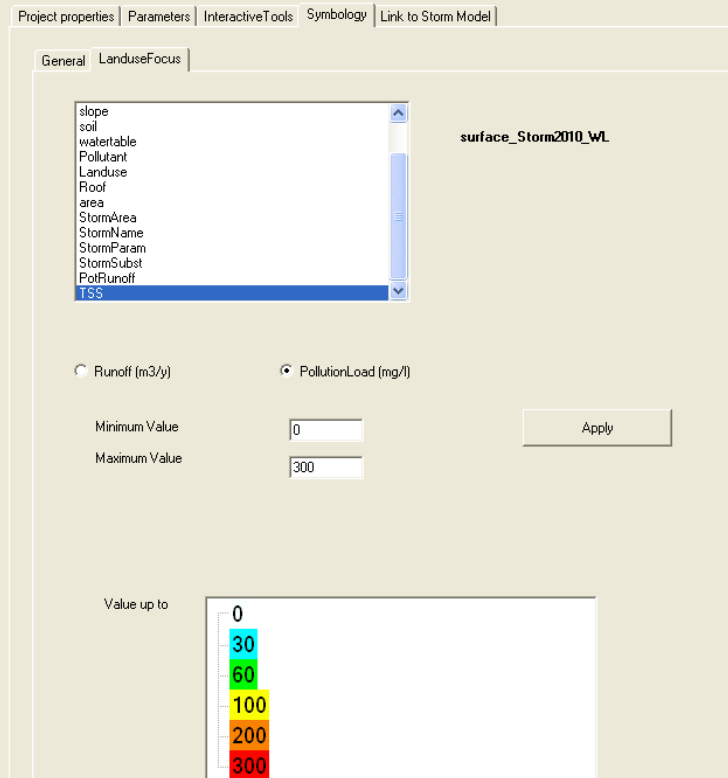 Project properties Parameters InteractiveTools Symbology Link to Storm Model
General LanduseFocus
slope
soil
watertable
Pollutant
Landuse
Roof
area
StormArea
StormName
StormParam
StormSubst
PotRunoff
TSS
surface_Storm2010_WL
Runoff (m3/y) PollutionLoad (mg/l)
Minimum Value 0 Apply
Maximum Value 300
Value up to 0
30
60
100
200
300